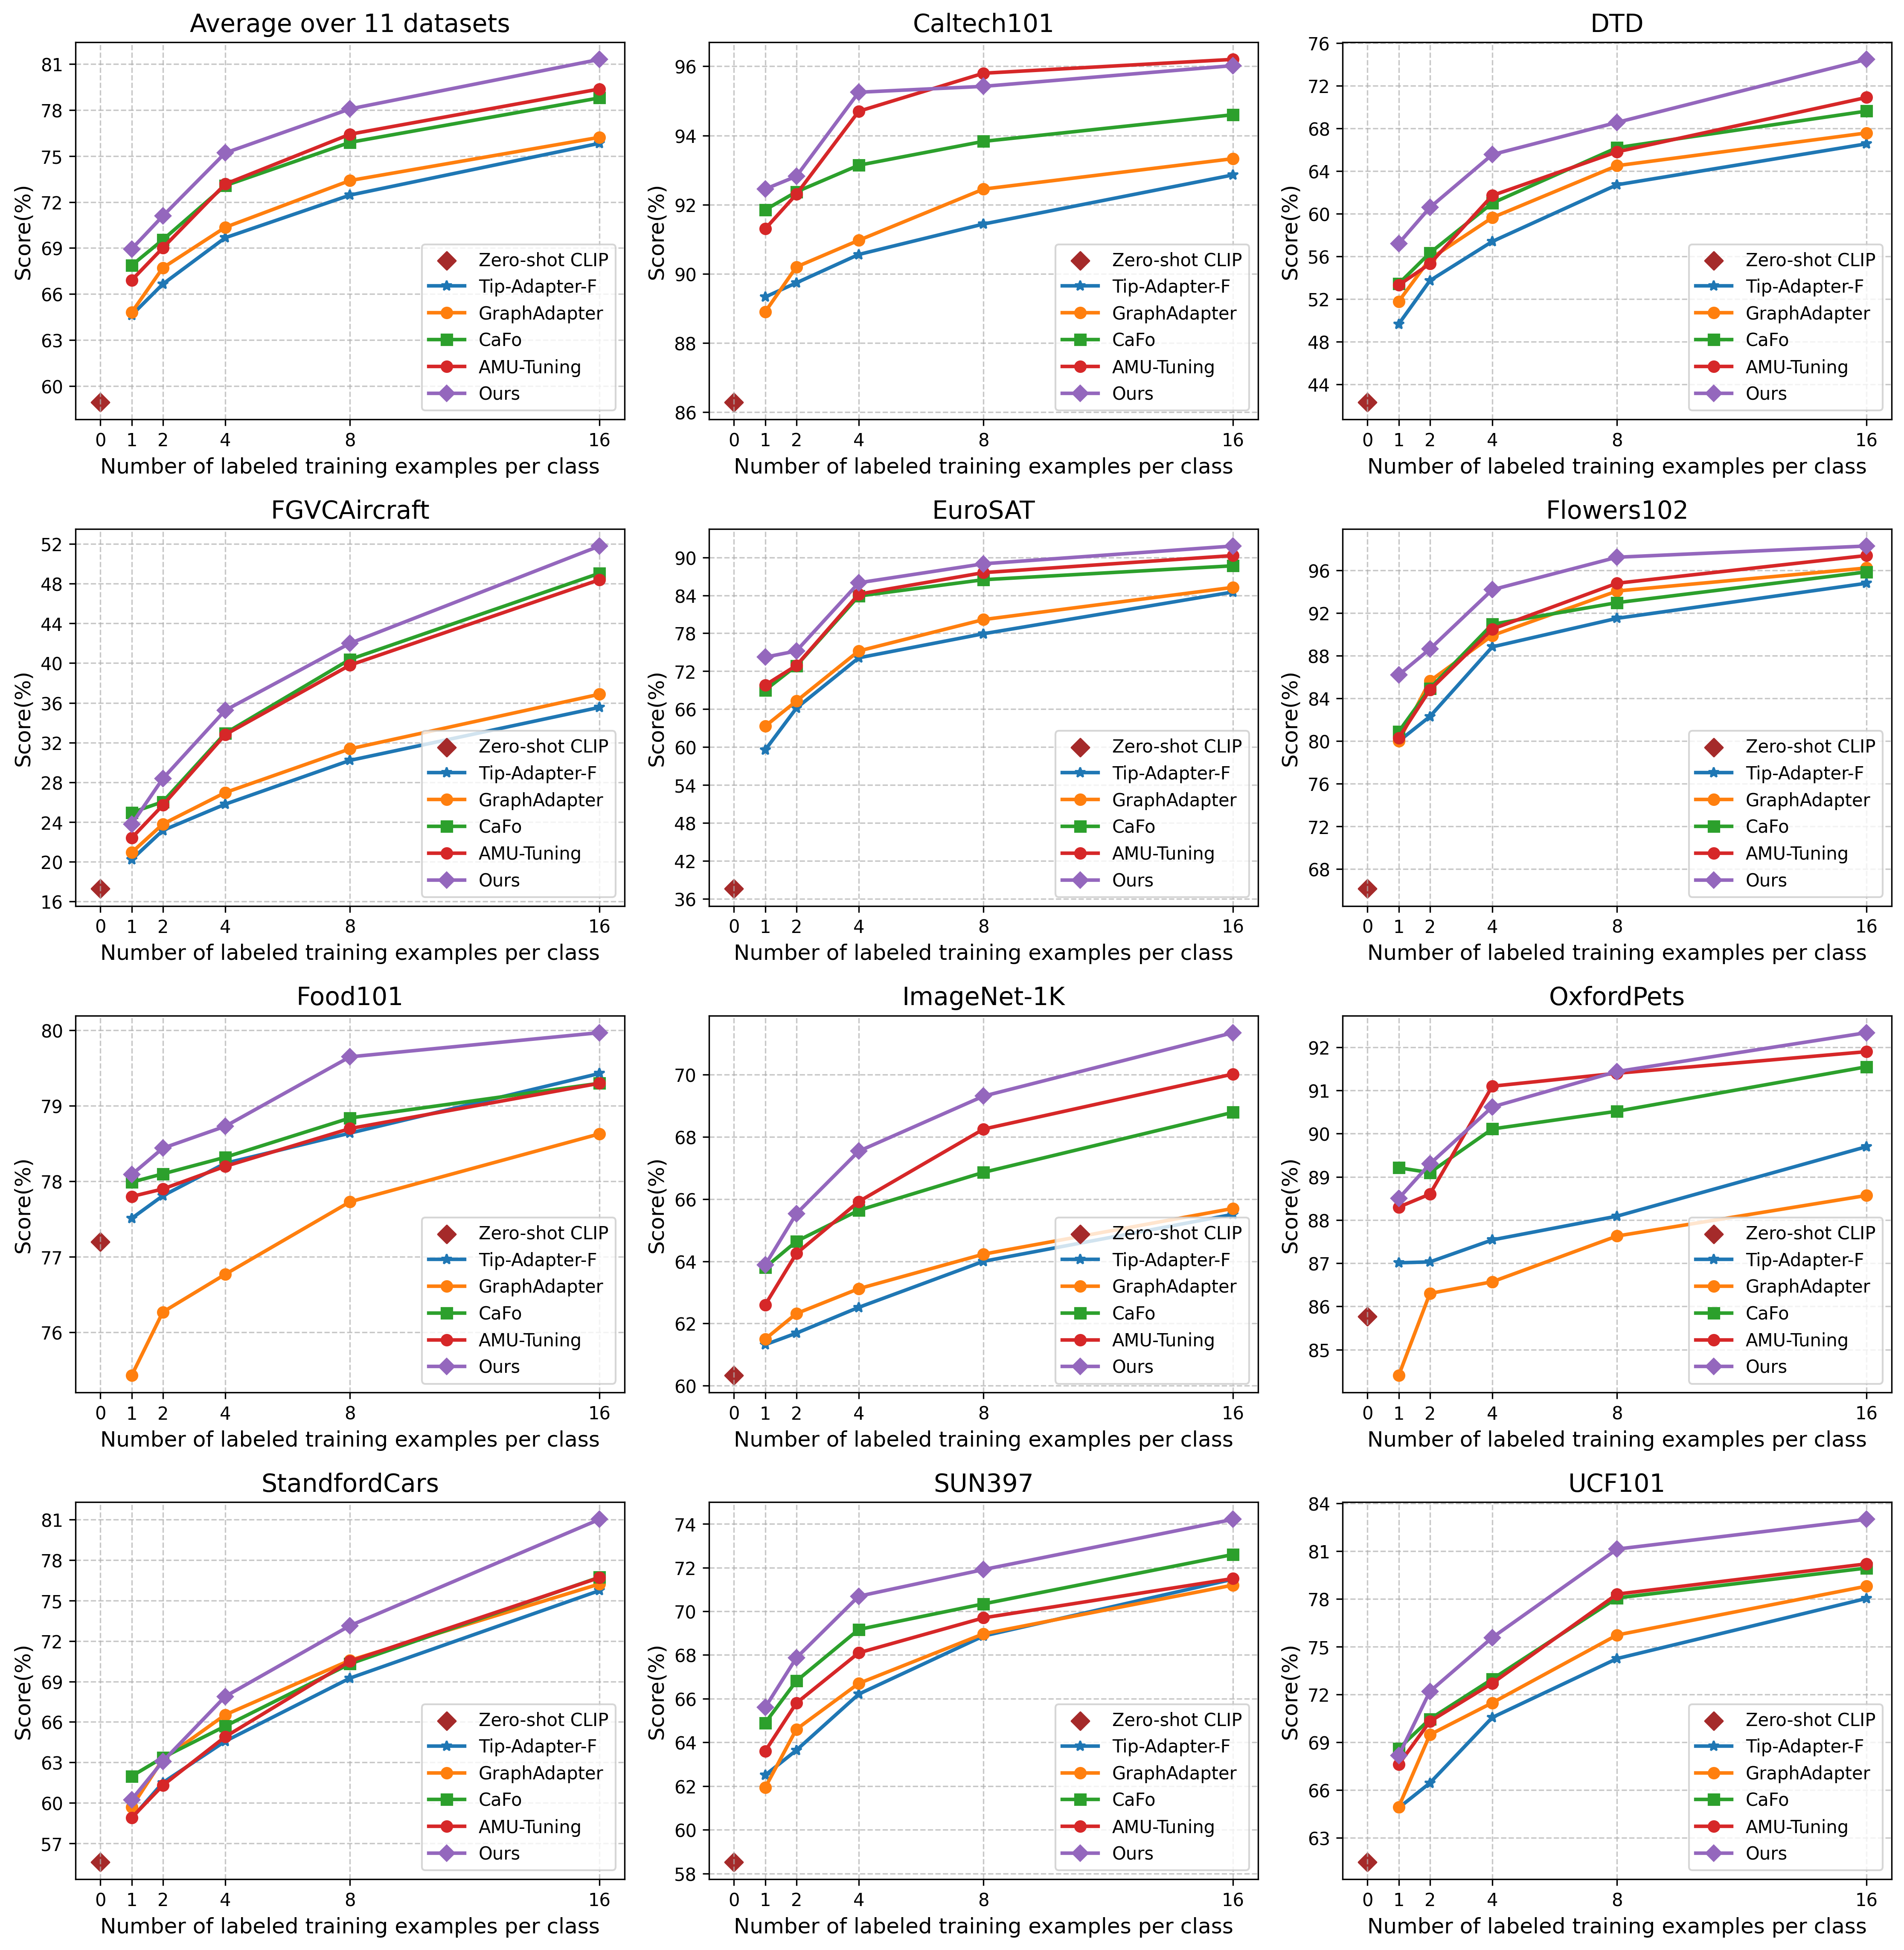 Average over 11 datasets
Score(%)
81
78
75
72
69
66
63
60
Zero-shot CLIP
Tip-Adapter-F
GraphAdapter
CaFo
AMU-Tuning
Ours
0 1 2 4 8 16
Number of labeled training examples per class
Caltech101
Score(%)
96
94
92
90
88
86
Zero-shot CLIP
Tip-Adapter-F
GraphAdapter
CaFo
AMU-Tuning
Ours
0 1 2 4 8 16
Number of labeled training examples per class
DTD
Score(%)
76
72
68
64
60
56
52
48
44
Zero-shot CLIP
Tip-Adapter-F
GraphAdapter
CaFo
AMU-Tuning
Ours
0 1 2 4 8 16
Number of labeled training examples per class
FGVCAircraft
Score(%)
52
48
44
40
36
32
28
24
20
16
Zero-shot CLIP
Tip-Adapter-F
GraphAdapter
CaFo
AMU-Tuning
Ours
0 1 2 4 8 16
Number of labeled training examples per class
EuroSAT
Score(%)
90
84
78
72
66
60
54
48
42
36
Zero-shot CLIP
Tip-Adapter-F
GraphAdapter
CaFo
AMU-Tuning
Ours
0 1 2 4 8 16
Number of labeled training examples per class
Flowers102
Score(%)
96
92
88
84
80
76
72
68
Zero-shot CLIP
Tip-Adapter-F
GraphAdapter
CaFo
AMU-Tuning
Ours
0 1 2 4 8 16
Number of labeled training examples per class
Food101
Score(%)
80
79
78
77
76
Zero-shot CLIP
Tip-Adapter-F
GraphAdapter
CaFo
AMU-Tuning
Ours
0 1 2 4 8 16
Number of labeled training examples per class
ImageNet-1K
Score(%)
70
68
66
64
62
60
Zero-shot CLIP
Tip-Adapter-F
GraphAdapter
CaFo
AMU-Tuning
Ours
0 1 2 4 8 16
Number of labeled training examples per class
OxfordPets
Score(%)
92
91
90
89
88
87
86
85
Zero-shot CLIP
Tip-Adapter-F
GraphAdapter
CaFo
AMU-Tuning
Ours
0 1 2 4 8 16
Number of labeled training examples per class
StandfordCars
Score(%)
81
78
75
72
69
66
63
60
57
Zero-shot CLIP
Tip-Adapter-F
GraphAdapter
CaFo
AMU-Tuning
Ours
0 1 2 4 8 16
Number of labeled training examples per class
SUN397
Score(%)
74
72
70
68
66
64
62
60
58
Zero-shot CLIP
Tip-Adapter-F
GraphAdapter
CaFo
AMU-Tuning
Ours
0 1 2 4 8 16
Number of labeled training examples per class
UCF101
Score(%)
84
81
78
75
72
69
66
63
Zero-shot CLIP
Tip-Adapter-F
GraphAdapter
CaFo
AMU-Tuning
Ours
0 1 2 4 8 16
Number of labeled training examples per class